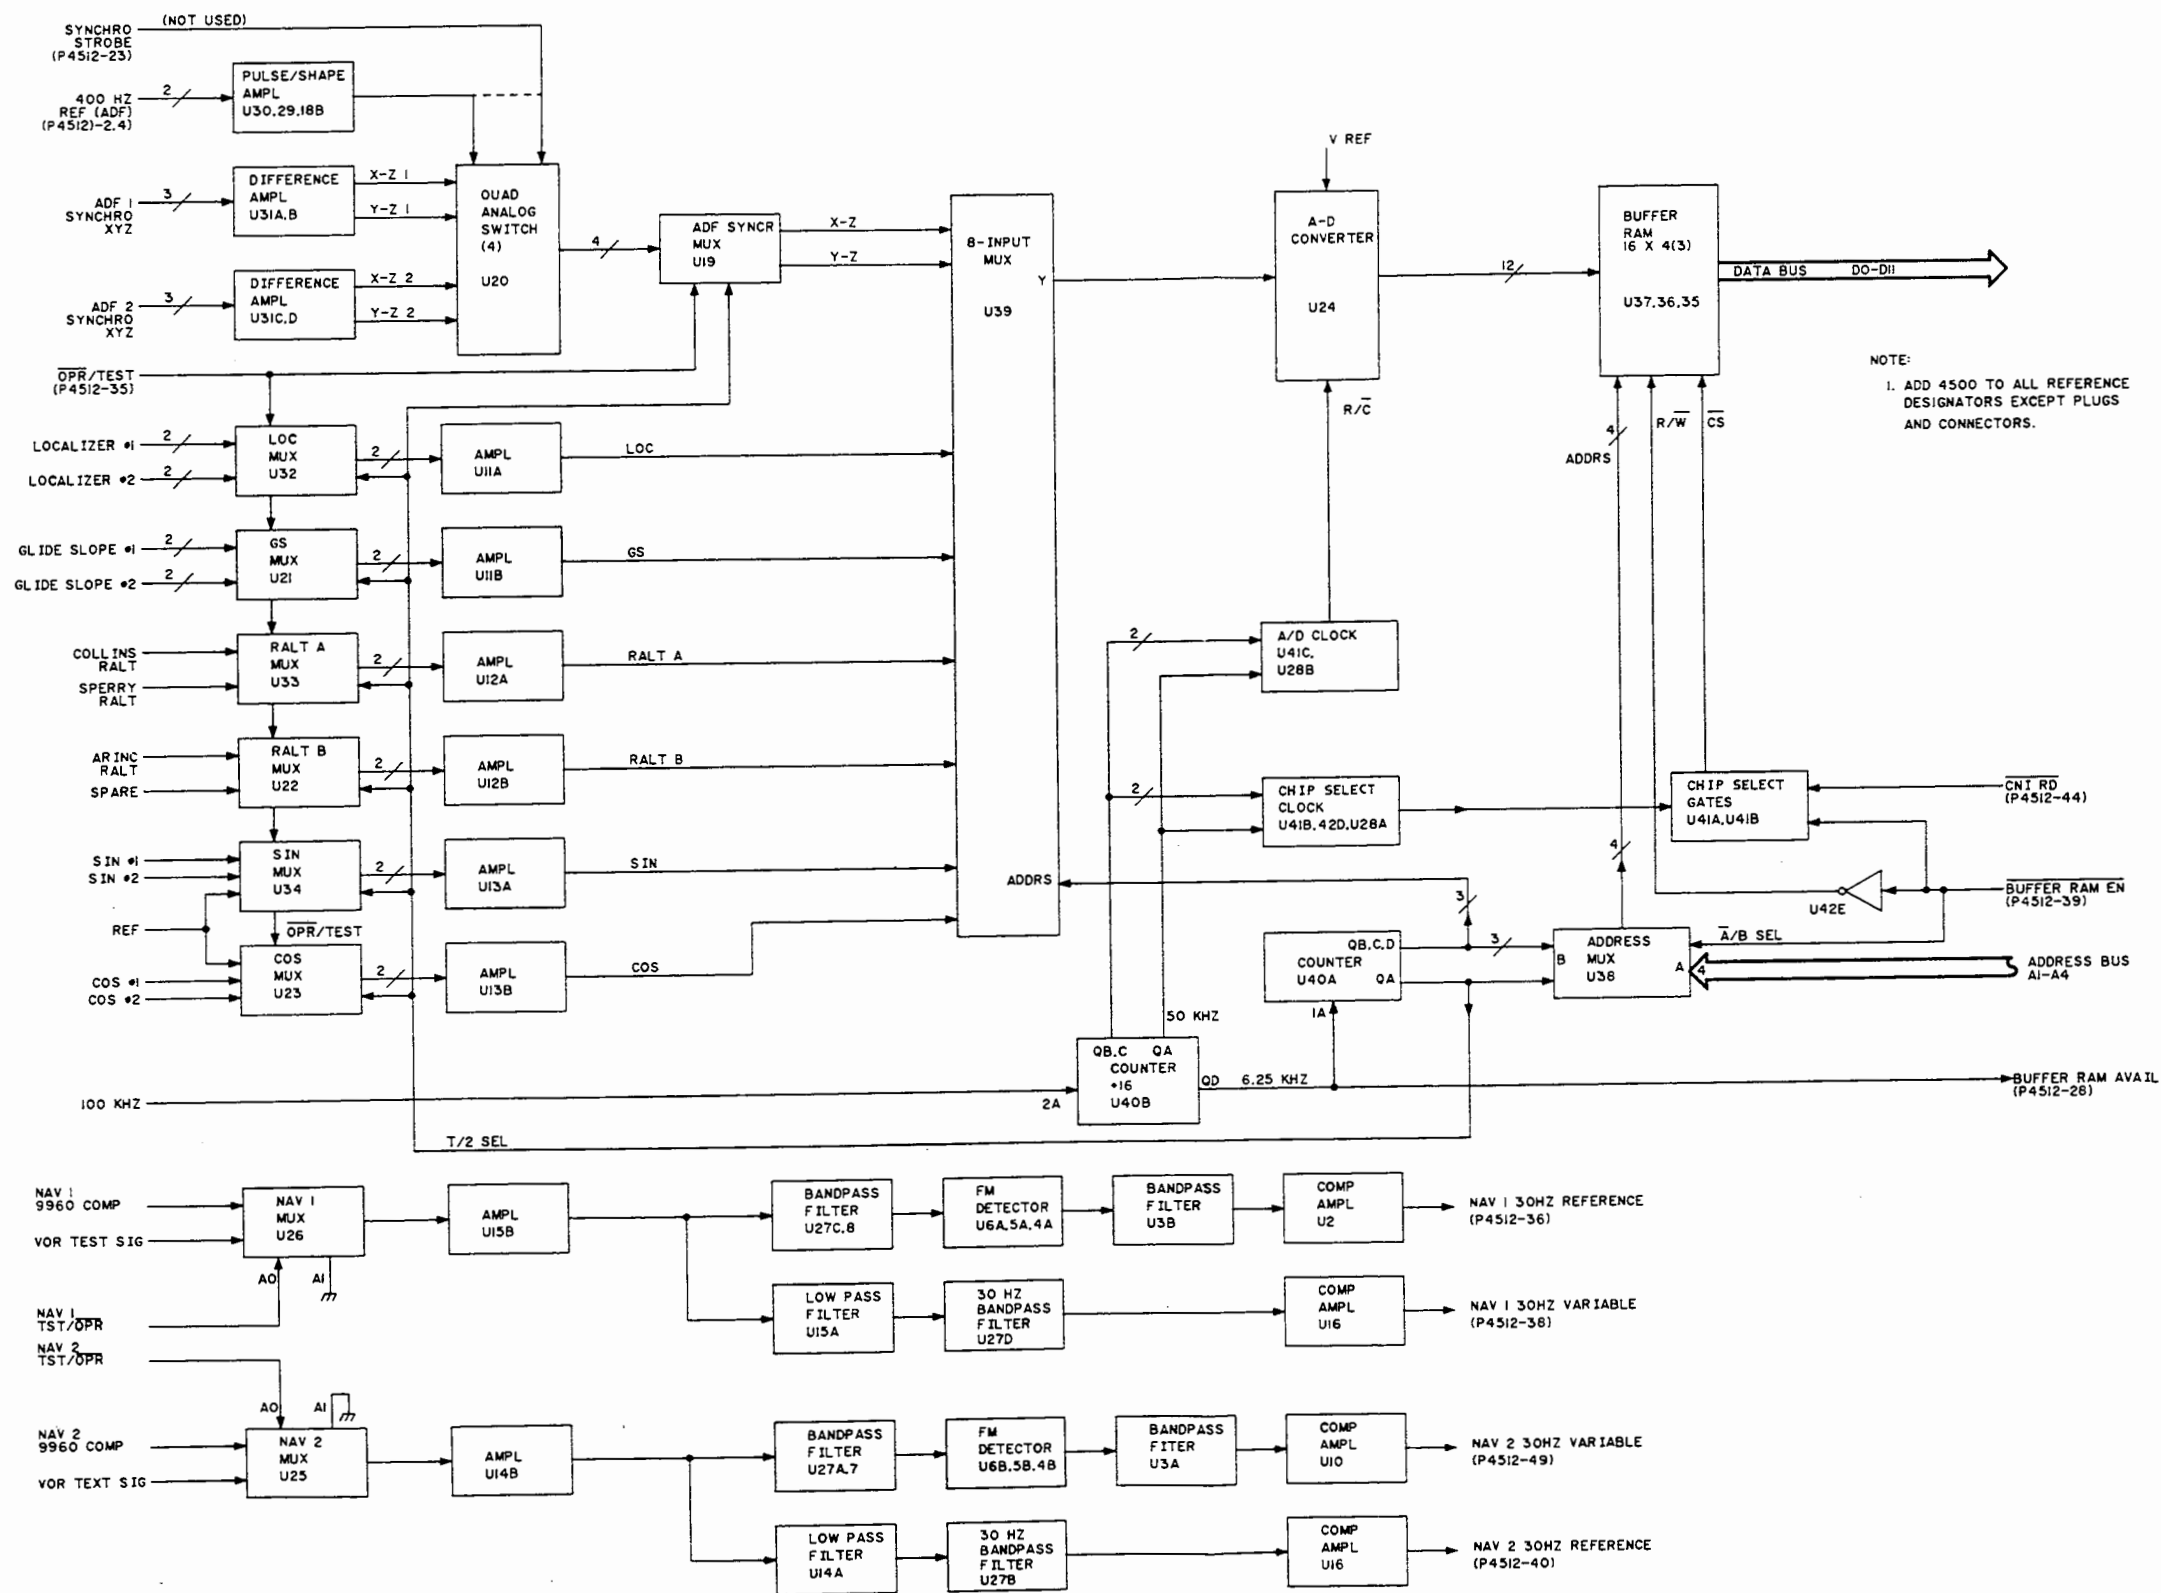 (NOT USED)
SYNCHRO
STROBE
(P4512-23)
400 HZ
REF (ADF)
(P4512)-2,4)
2
PULSE/SHAPE
AMPL
U30,29,18B
ADF 1
SYNCHRO
XYZ
3
DIFFERENCE
AMPL
U31A,B
X-Z 1
Y-Z 1
ADF 2
SYNCHRO
XYZ
3
DIFFERENCE
AMPL
U31C,D
X-Z 2
Y-Z 2
QUAD
ANALOG
SWITCH
(4)
U20
4
ADF SYNCR
MUX
U19
X-Z
Y-Z
8-INPUT
MUX
Y
U39
ADDRS
V REF
A-D
CONVERTER
U24
R/C
12
BUFFER
RAM
16 X 4(3)
U37,36,35
DATA BUS DO-D11
NOTE:
1. ADD 4500 TO ALL REFERENCE
DESIGNATORS EXCEPT PLUGS
AND CONNECTORS.
4
ADDRS
R/W
CS
OPR/TEST
(P4512-35)
LOCALIZER #1
2
LOCALIZER #2
2
LOC
MUX
U32
2
AMPL
U11A
LOC
GLIDE SLOPE #1
2
GLIDE SLOPE #2
2
GS
MUX
U21
2
AMPL
U11B
GS
COLLINS
RALT
SPERRY
RALT
RALT A
MUX
U33
2
AMPL
U12A
RALT A
ARINC
RALT
SPARE
RALT B
MUX
U22
2
AMPL
U12B
RALT B
SIN #1
SIN #2
SIN
MUX
U34
2
AMPL
U13A
SIN
REF
OPR/TEST
COS #1
COS #2
COS
MUX
U23
2
AMPL
U13B
COS
2
A/D CLOCK
U41C,
U28B
2
CHIP SELECT
CLOCK
U41B,42D,U28A
CHIP SELECT
GATES
U41A,U41B
CNI RD
(P4512-44)
4
U42E
BUFFER RAM EN
(P4512-39)
3
QB,C,D
COUNTER
U40A
QA
1A
3
B
ADDRESS
MUX
U38
A
A/B SEL
4
ADDRESS BUS
A1-A4
50 KHZ
QB,C QA
COUNTER
÷16
U40B
2A
QD
6.25 KHZ
BUFFER RAM AVAIL
(P4512-28)
100 KHZ
T/2 SEL
NAV 1
9960 COMP
VOR TEST SIG
NAV 1
MUX
U26
A0
A1
NAV 1
TST/OPR
AMPL
U15B
BANDPASS
FILTER
U27C,8
FM
DETECTOR
U6A,5A,4A
BANDPASS
FILTER
U3B
COMP
AMPL
U2
NAV 1 30HZ REFERENCE
(P4512-36)
LOW PASS
FILTER
U15A
30 HZ
BANDPASS
FILTER
U27D
COMP
AMPL
U16
NAV 1 30HZ VARIABLE
(P4512-38)
NAV 2
TST/OPR
A0
A1
NAV 2
9960 COMP
VOR TEXT SIG
NAV 2
MUX
U25
AMPL
U14B
BANDPASS
FILTER
U27A,7
FM
DETECTOR
U6B,5B,4B
BANDPASS
FITER
U3A
COMP
AMPL
U10
NAV 2 30HZ VARIABLE
(P4512-49)
LOW PASS
FILTER
U14A
30 HZ
BANDPASS
FILTER
U27B
COMP
AMPL
U16
NAV 2 30HZ REFERENCE
(P4512-40)